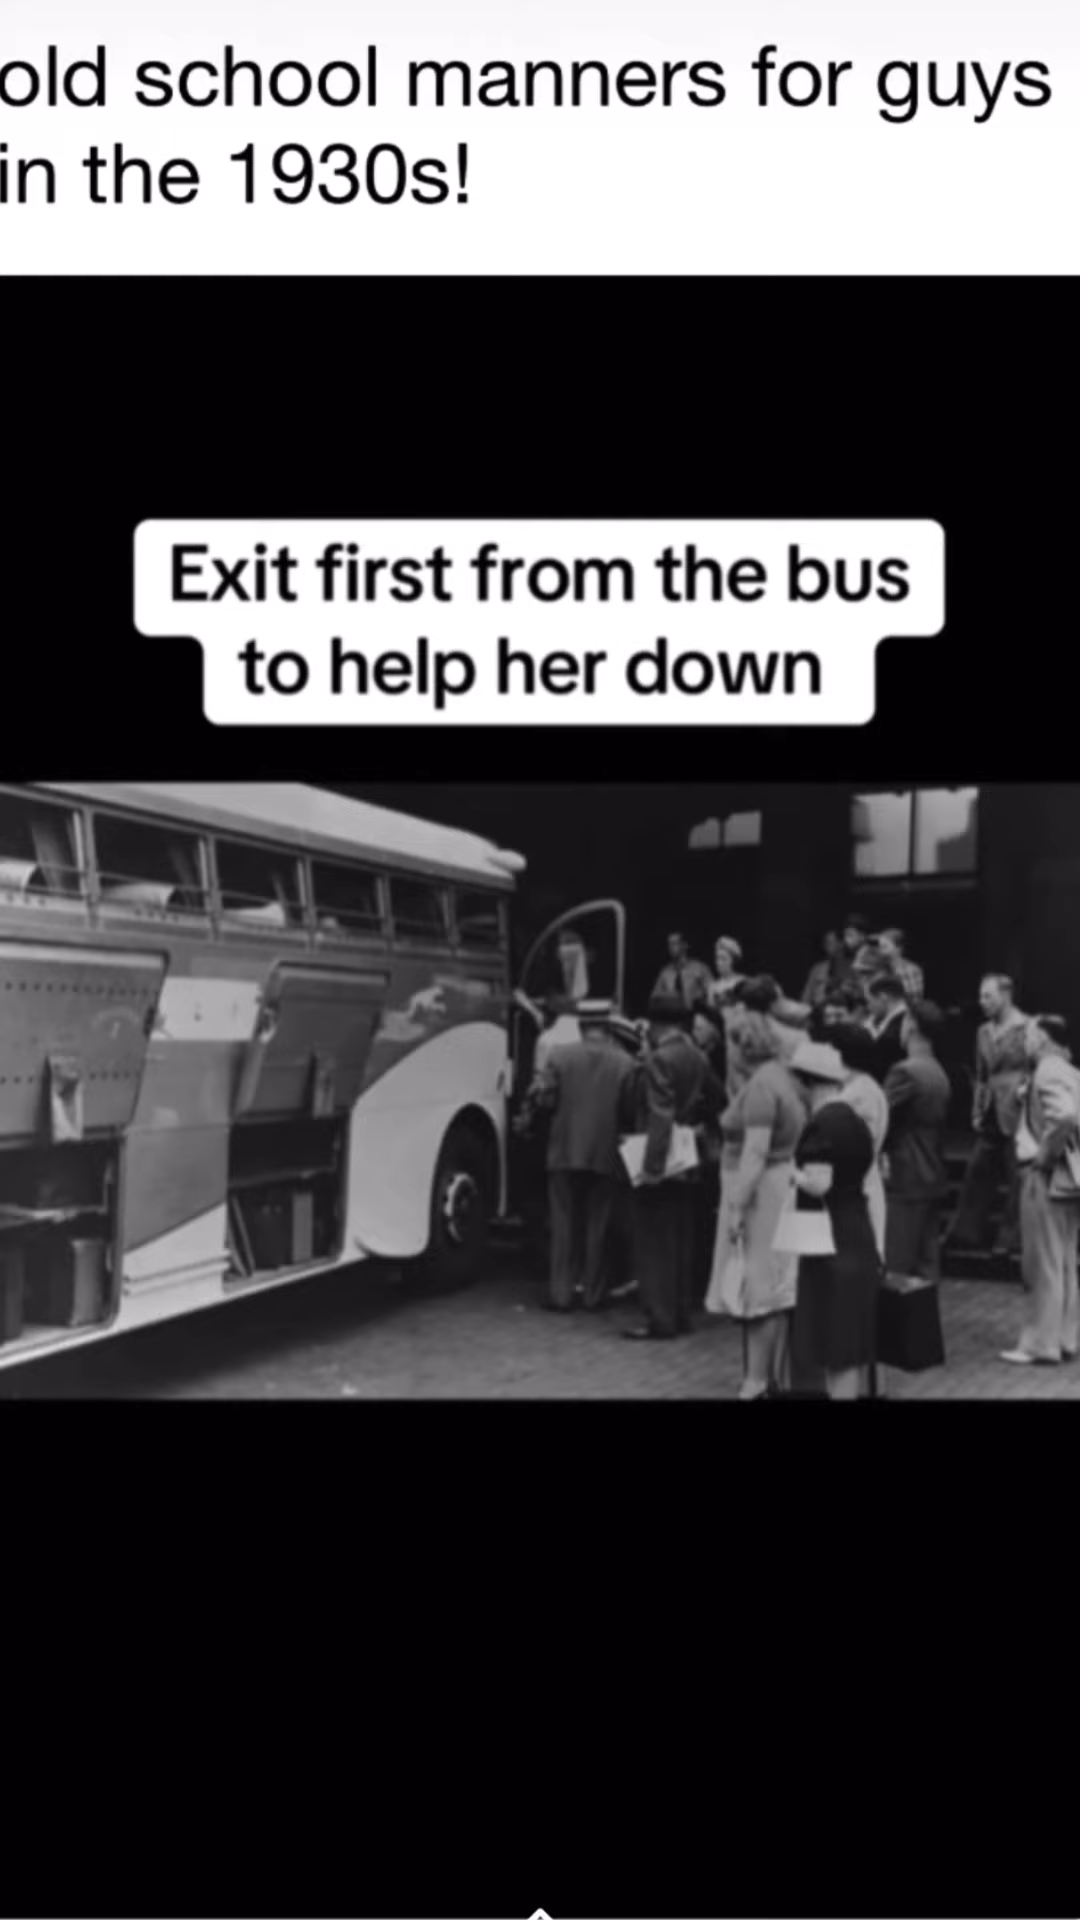 old school manners for guys
in the 1930s!
Exit first from the bus
to help her down